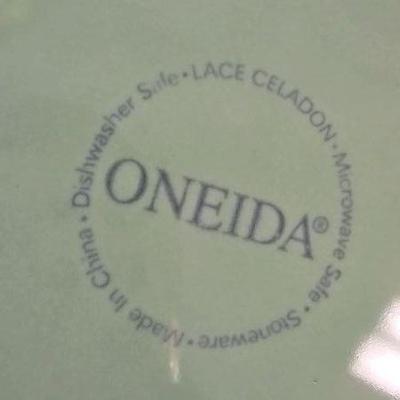 LACE CELADON · Microwave Safe · Stoneware · Made In China · Dishwasher Safe ·
ONEIDA®